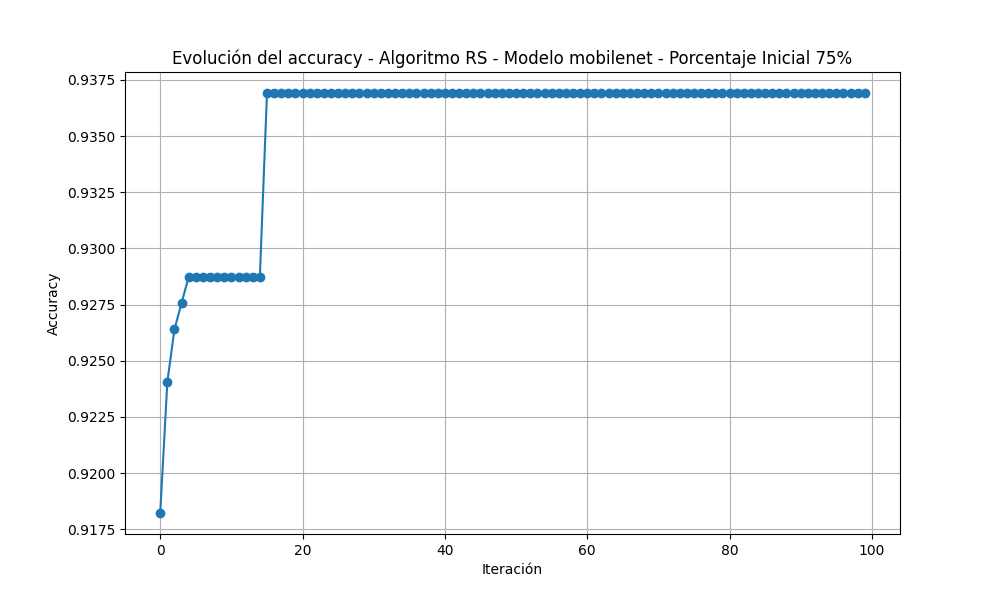 Evolución del accuracy - Algoritmo RS - Modelo mobilenet - Porcentaje Inicial 75%
0.9375
0.9350
0.9325
0.9300
0.9275
0.9250
0.9225
0.9200
0.9175
Accuracy
0 20 40 60 80 100
Iteración